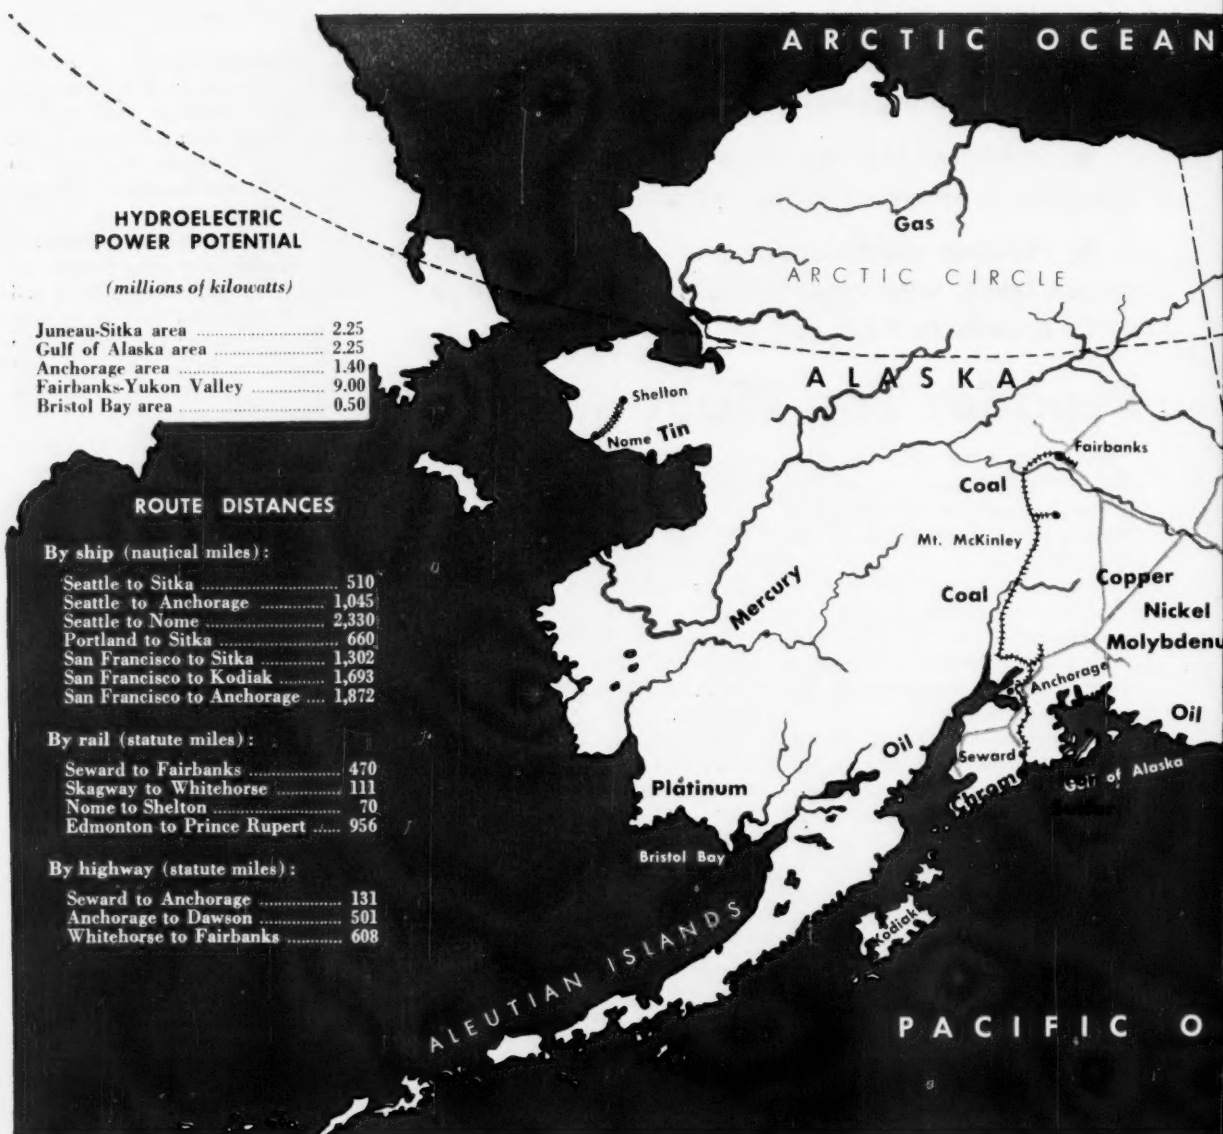 ARCTIC OCEAN
HYDROELECTRIC
POWER POTENTIAL
(millions of kilowatts)
Juneau-Sitka area .......... 2.25
Gulf of Alaska area .......... 2.25
Anchorage area .......... 1.40
Fairbanks-Yukon Valley .......... 9.00
Bristol Bay area .......... 0.50
ROUTE DISTANCES
By ship (nautical miles):
Seattle to Sitka .......... 510
Seattle to Anchorage .......... 1,045
Seattle to Nome .......... 2,330
Portland to Sitka .......... 660
San Francisco to Sitka .......... 1,302
San Francisco to Kodiak .......... 1,693
San Francisco to Anchorage .... 1,872
By rail (statute miles):
Seward to Fairbanks .......... 470
Skagway to Whitehorse .......... 111
Nome to Shelton .......... 70
Edmonton to Prince Rupert ..... 956
By highway (statute miles):
Seward to Anchorage .......... 131
Anchorage to Dawson .......... 501
Whitehorse to Fairbanks .......... 608
Gas
ARCTIC CIRCLE
ALASKA
Shelton
Nome Tin
Fairbanks
Coal
Mt. McKinley
Mercury
Coal
Copper
Nickel
Molybdenu
Anchorage
Oil
Oil
Seward
Platinum
Chrom
Gulf of Alaska
Sulfur
Bristol Bay
Kodiak
ALEUTIAN ISLANDS
PACIFIC O